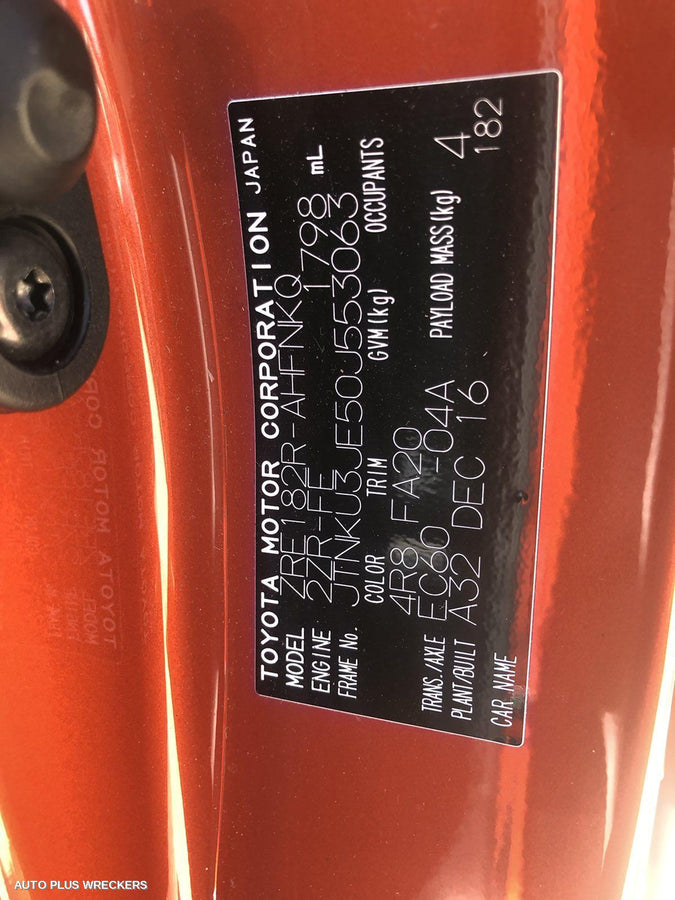 TOYOTA MOTOR CORPORATION JAPAN
MODEL ZRE182R-AHFNKQ
ENGINE 2ZR-FE 1798 mL
FRAME No. JTNKU3JE50J553063
COLOR TRIM GVM(kg) OCCUPANTS
4R8 FA20 4
TRANS./AXLE EC60 -04A PAYLOAD MASS(kg) 182
PLANT/BUILT A32 DEC 16
CAR NAME
AUTO PLUS WRECKERS